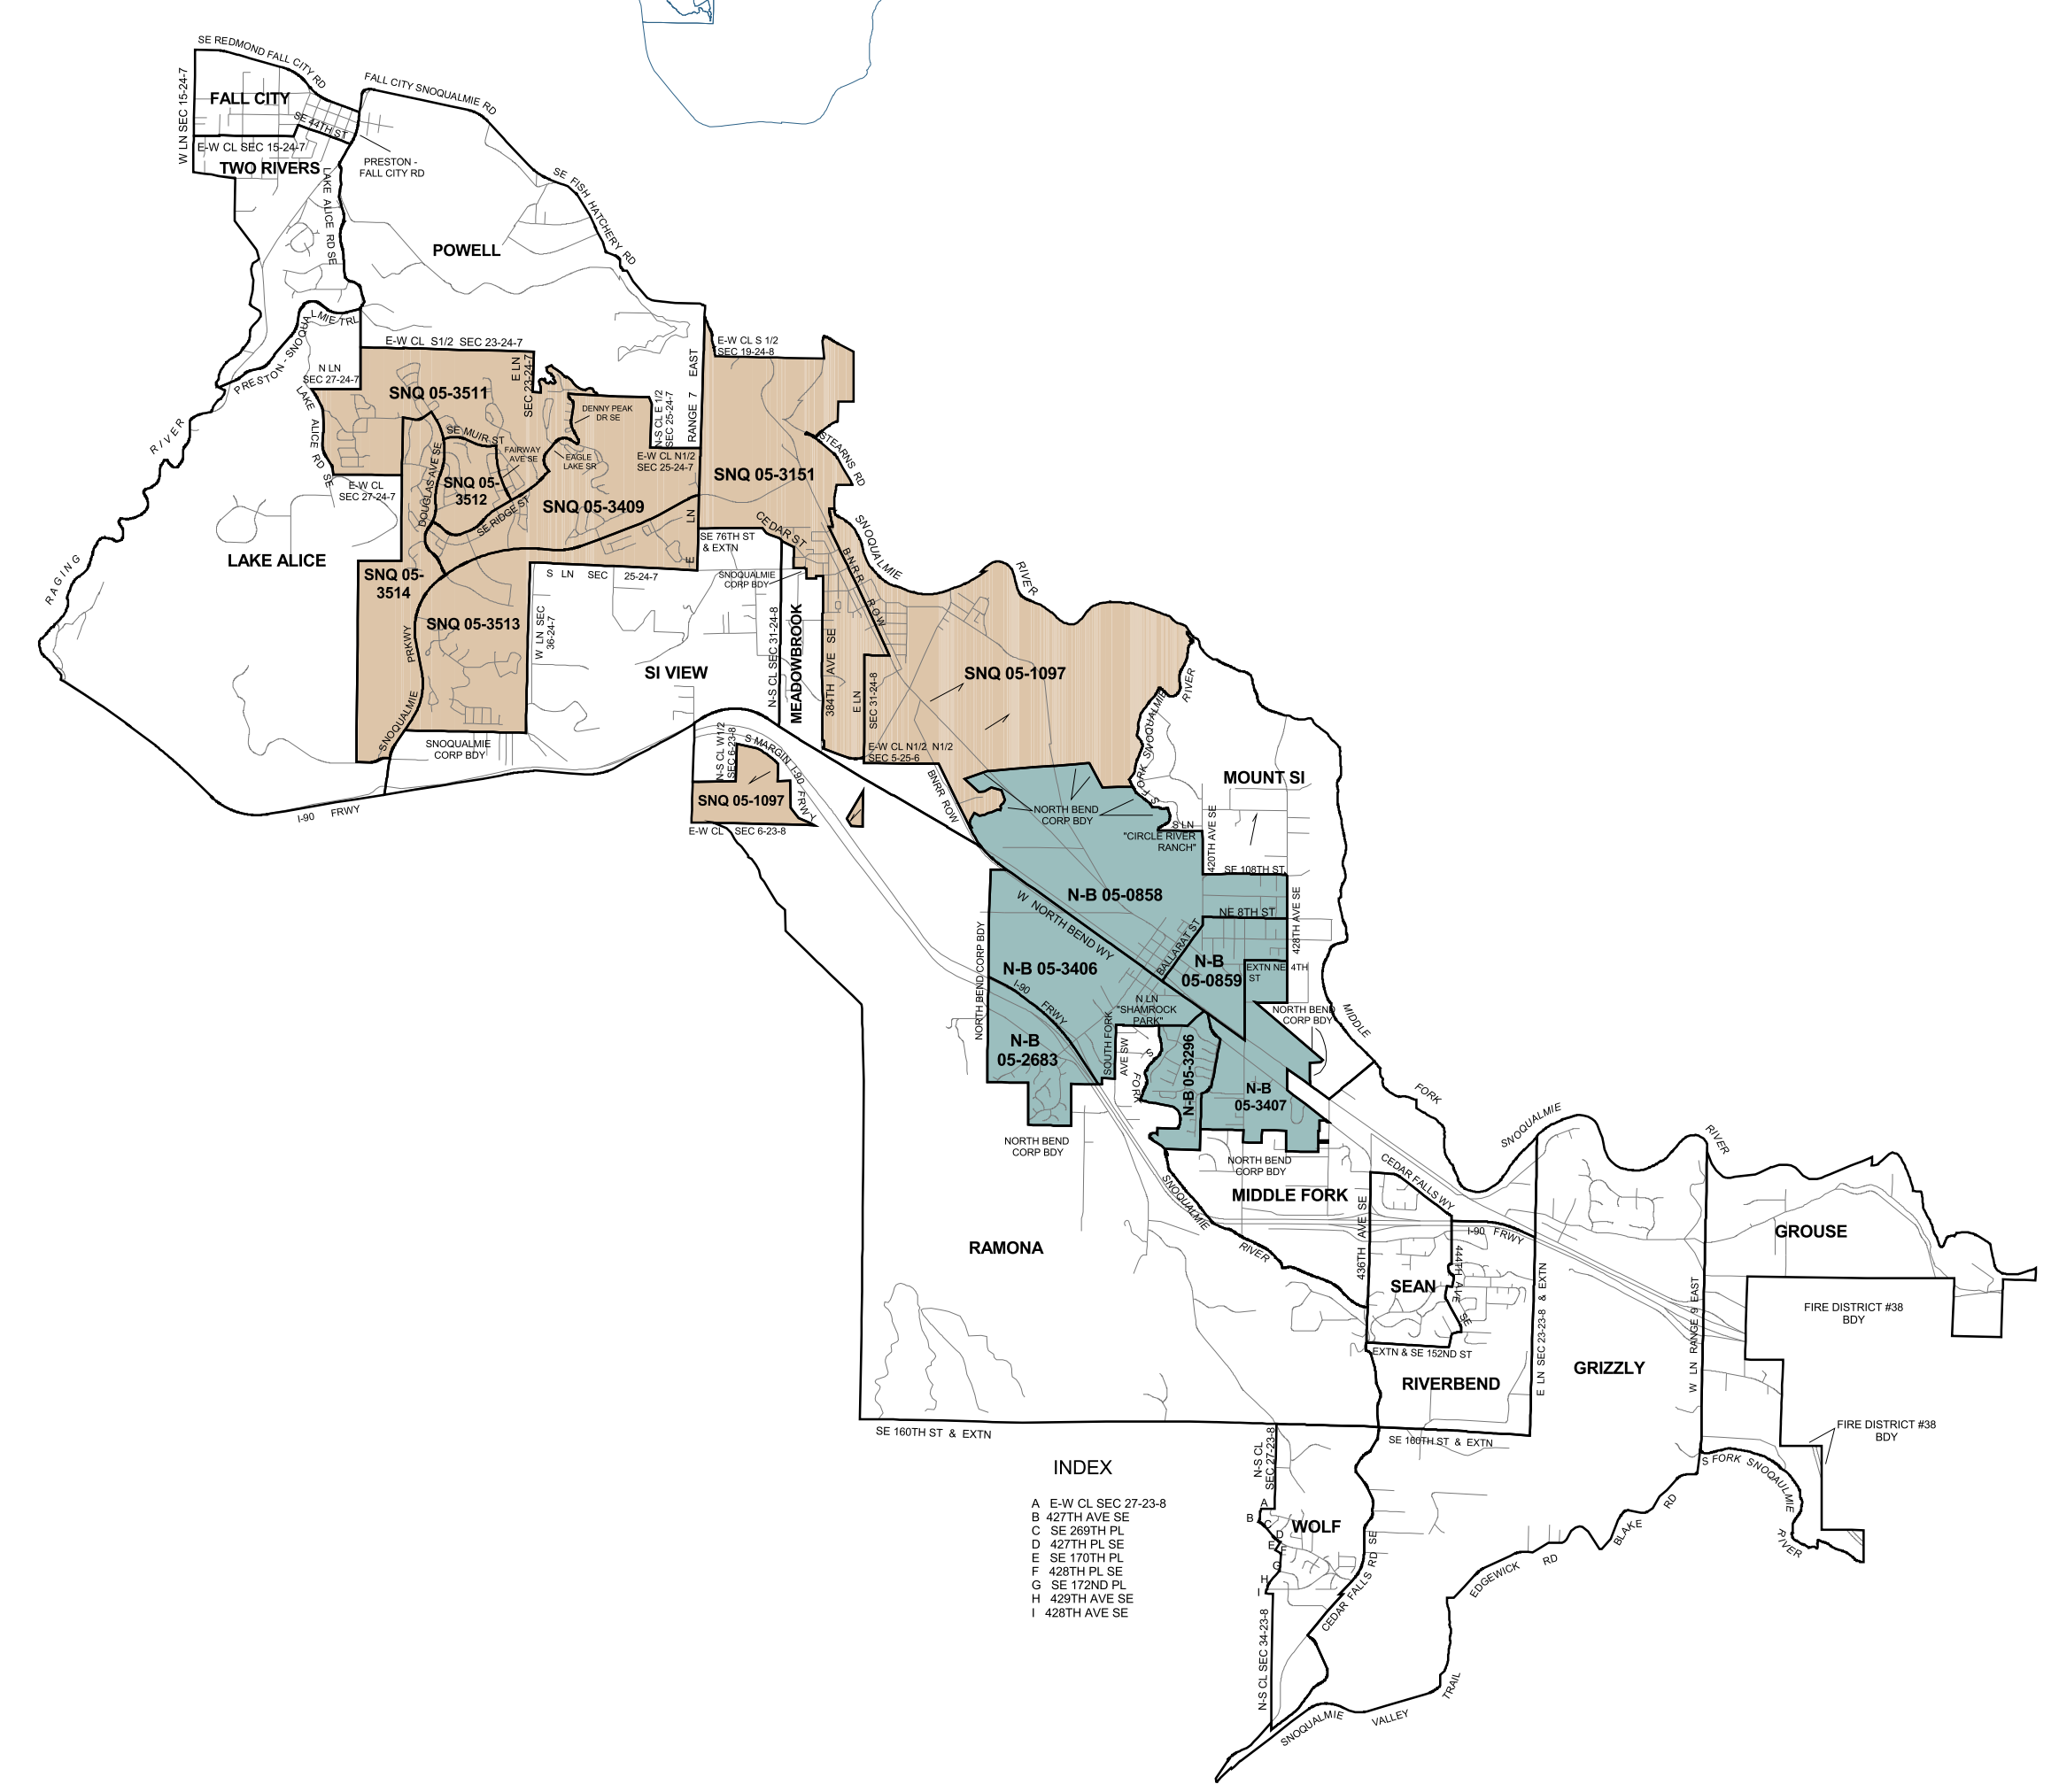 SE REDMOND FALL CITY RD
W LN SEC 15-24-7
FALL CITY
SE 44TH ST
E-W CL SEC 15-24-7
TWO RIVERS
FALL CITY SNOQUALMIE RD
PRESTON -
FALL CITY RD
LAKE ALICE RD SE
SE FISH HATCHERY RD
POWELL
PRESTON - SNOQUA
LMIE TRL
E-W CL S1/2 SEC 23-24-7
N LN
SEC 27-24-7
E LN
SEC 23-24-7
RANGE 7 EAST
E-W CL S 1/2
SEC 19-24-8
SNQ 05-3511
LAKE ALICE RD SE
DENNY PEAK
DR SE
N-S CL E 1/2
SEC 25-24-7
SE MUIR ST
FAIRWAY
AVE SE
EAGLE
LAKE SR
E-W CL N1/2
SEC 25-24-7
STEARNS RD
RIVER
DOUGLAS AVE SE
SNQ 05-
3512
SE RIDGE ST
SNQ 05-3409
SNQ 05-3151
E-W CL
SEC 27-24-7
E LN
CEDAR ST
SE 76TH ST
& EXTN
SNOQUALMIE
RIVER
BNRR ROW
LAKE ALICE
RAGING
SNQ 05-
3514
S LN SEC 25-24-7
SNOQUALMIE
CORP BDY
SNQ 05-3513
W LN SEC
36-24-7
PRKWY
SNOQUALMIE
SI VIEW
N-S CL SEC 31-24-8
MEADOWBROOK
384TH AVE SE
E LN
SEC 31-24-8
SNQ 05-1097
RIVER
S FORK SNOQUALMIE
SNOQUALMIE
CORP BDY
N-S CL W1/2
SEC 6-23-8
S MARGIN I-90 FRWY
E-W CL N1/2 N1/2
SEC 5-25-6
BNRR ROW
SNQ 05-1097
E-W CL SEC 6-23-8
I-90 FRWY
MOUNT SI
NORTH BEND
CORP BDY
S LN
"CIRCLE RIVER
RANCH"
420TH AVE SE
SE 108TH ST
N-B 05-0858
W NORTH BEND WY
NE 8TH ST
428TH AVE SE
BALLARAT ST
NORTH BEND CORP BDY
N-B 05-3406
N-B
05-0859
EXTN NE 4TH
ST
I-90 FRWY
N LN
"SHAMROCK
PARK"
NORTH BEND
CORP BDY
MIDDLE
FORK
SNOQUALMIE
RIVER
N-B
05-2683
SOUTH FORK
AVE SW
S FORK
N-B 05-3296
N-B
05-3407
NORTH BEND
CORP BDY
NORTH BEND
CORP BDY
SNOQUALMIE
RIVER
MIDDLE FORK
CEDAR FALLS WY
436TH AVE SE
I-90 FRWY
RAMONA
SEAN
444TH AVE SE
GROUSE
E LN SEC 23-23-8 & EXTN
W LN RANGE 9 EAST
FIRE DISTRICT #38
BDY
EXTN & SE 152ND ST
GRIZZLY
RIVERBEND
SE 160TH ST & EXTN
SE 160TH ST & EXTN
FIRE DISTRICT #38
BDY
S FORK SNOQAULMIE
RIVER
N-S CL
SEC 27-23-8
INDEX
A E-W CL SEC 27-23-8
B 427TH AVE SE
C SE 269TH PL
D 427TH PL SE
E SE 170TH PL
F 428TH PL SE
G SE 172ND PL
H 429TH AVE SE
I 428TH AVE SE
A
B
C
D
E
F
G
H
I
WOLF
CEDAR FALLS RD SE
N-S CL SEC 34-23-8
BLAKE RD
EDGEWICK RD
SNOQUALMIE VALLEY TRAIL